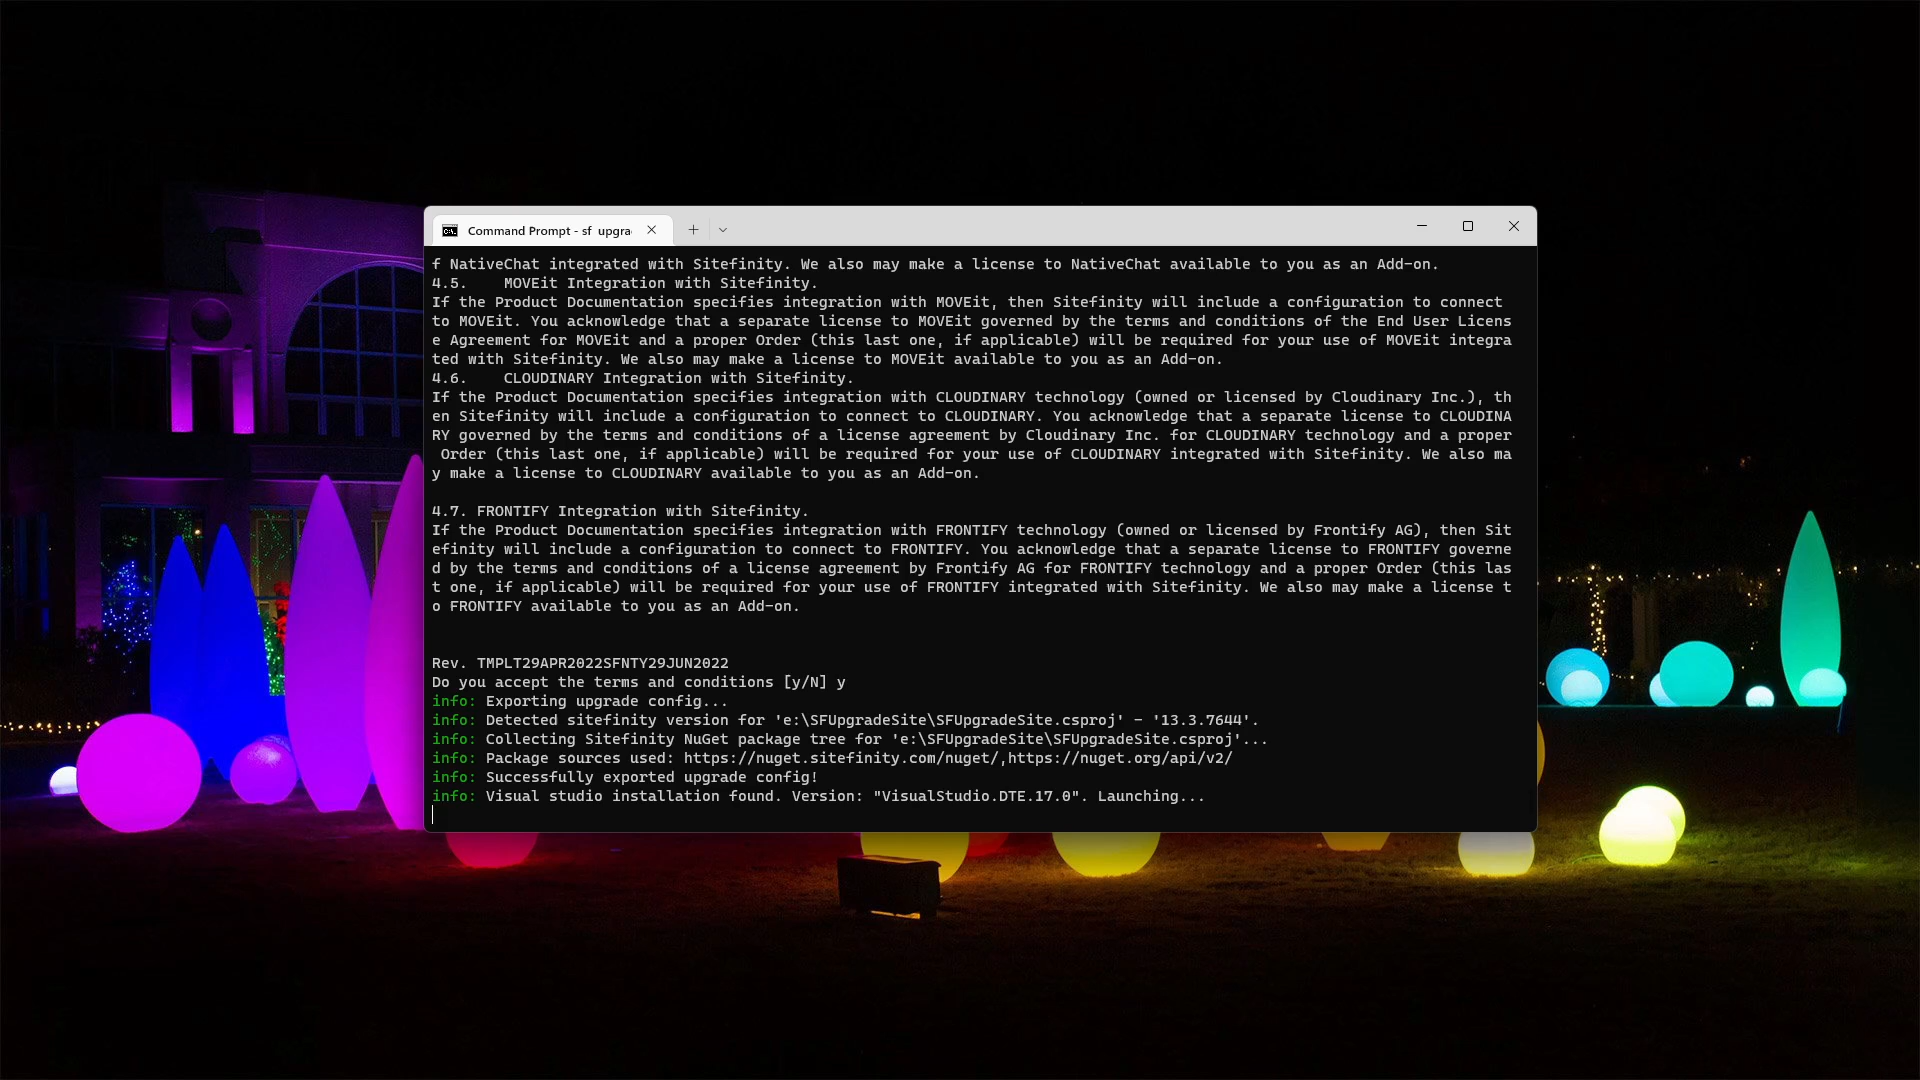 Command Prompt - sf  upgra
f NativeChat integrated with Sitefinity. We also may make a license to NativeChat available to you as an Add-on.
4.5.    MOVEit Integration with Sitefinity.
If the Product Documentation specifies integration with MOVEit, then Sitefinity will include a configuration to connect
to MOVEit. You acknowledge that a separate license to MOVEit governed by the terms and conditions of the End User Licens
e Agreement for MOVEit and a proper Order (this last one, if applicable) will be required for your use of MOVEit integra
ted with Sitefinity. We also may make a license to MOVEit available to you as an Add-on.
4.6.    CLOUDINARY Integration with Sitefinity.
If the Product Documentation specifies integration with CLOUDINARY technology (owned or licensed by Cloudinary Inc.), th
en Sitefinity will include a configuration to connect to CLOUDINARY. You acknowledge that a separate license to CLOUDINA
RY governed by the terms and conditions of a license agreement by Cloudinary Inc. for CLOUDINARY technology and a proper
 Order (this last one, if applicable) will be required for your use of CLOUDINARY integrated with Sitefinity. We also ma
y make a license to CLOUDINARY available to you as an Add-on.
4.7. FRONTIFY Integration with Sitefinity.
If the Product Documentation specifies integration with FRONTIFY technology (owned or licensed by Frontify AG), then Sit
efinity will include a configuration to connect to FRONTIFY. You acknowledge that a separate license to FRONTIFY governe
d by the terms and conditions of a license agreement by Frontify AG for FRONTIFY technology and a proper Order (this las
t one, if applicable) will be required for your use of FRONTIFY integrated with Sitefinity. We also may make a license t
o FRONTIFY available to you as an Add-on.
Rev. TMPLT29APR2022SFNTY29JUN2022
Do you accept the terms and conditions [y/N] y
info: Exporting upgrade config...
info: Detected sitefinity version for 'e:\SFUpgradeSite\SFUpgradeSite.csproj' - '13.3.7644'.
info: Collecting Sitefinity NuGet package tree for 'e:\SFUpgradeSite\SFUpgradeSite.csproj'...
info: Package sources used: https://nuget.sitefinity.com/nuget/,https://nuget.org/api/v2/
info: Successfully exported upgrade config!
info: Visual studio installation found. Version: "VisualStudio.DTE.17.0". Launching...